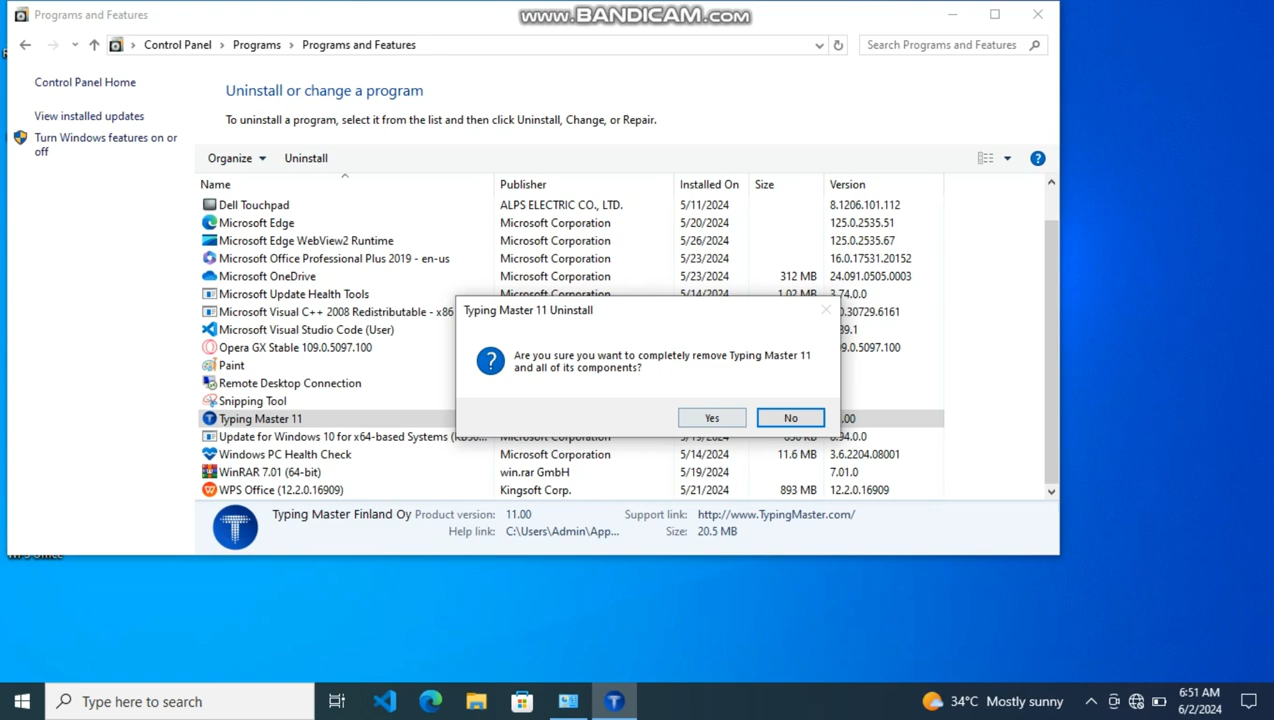 Programs and Features
www.BANDICAM.com
Control Panel > Programs > Programs and Features
Search Programs and Features
Control Panel Home
View installed updates
Turn Windows features on or
off
Uninstall or change a program
To uninstall a program, select it from the list and then click Uninstall, Change, or Repair.
Organize Uninstall
Name Publisher Installed On Size Version
Dell Touchpad ALPS ELECTRIC CO., LTD. 5/11/2024 8.1206.101.112
Microsoft Edge Microsoft Corporation 5/20/2024 125.0.2535.51
Microsoft Edge WebView2 Runtime Microsoft Corporation 5/26/2024 125.0.2535.67
Microsoft Office Professional Plus 2019 - en-us Microsoft Corporation 5/23/2024 16.0.17531.20152
Microsoft OneDrive Microsoft Corporation 5/23/2024 312 MB 24.091.0505.0003
Microsoft Update Health Tools Microsoft Corporation 5/14/2024 1.02 MB 3.74.0.0
Microsoft Visual C++ 2008 Redistributable - x86 0.30729.6161
Microsoft Visual Studio Code (User) 89.1
Opera GX Stable 109.0.5097.100 09.0.5097.100
Paint
Remote Desktop Connection
Snipping Tool
Typing Master 11 .00
Update for Windows 10 for x64-based Systems Microsoft Corporation 5/19/2024 8.94.0.0
Windows PC Health Check Microsoft Corporation 5/14/2024 11.6 MB 3.6.2204.08001
WinRAR 7.01 (64-bit) win.rar GmbH 5/19/2024 7.01.0
WPS Office (12.2.0.16909) Kingsoft Corp. 5/21/2024 893 MB 12.2.0.16909
Typing Master 11 Uninstall
Are you sure you want to completely remove Typing Master 11
and all of its components?
Yes No
Typing Master Finland Oy Product version: 11.00 Support link: http://www.TypingMaster.com/
Help link: C:\Users\Admin\App... Size: 20.5 MB
Type here to search
34°C Mostly sunny
6:51 AM
6/2/2024